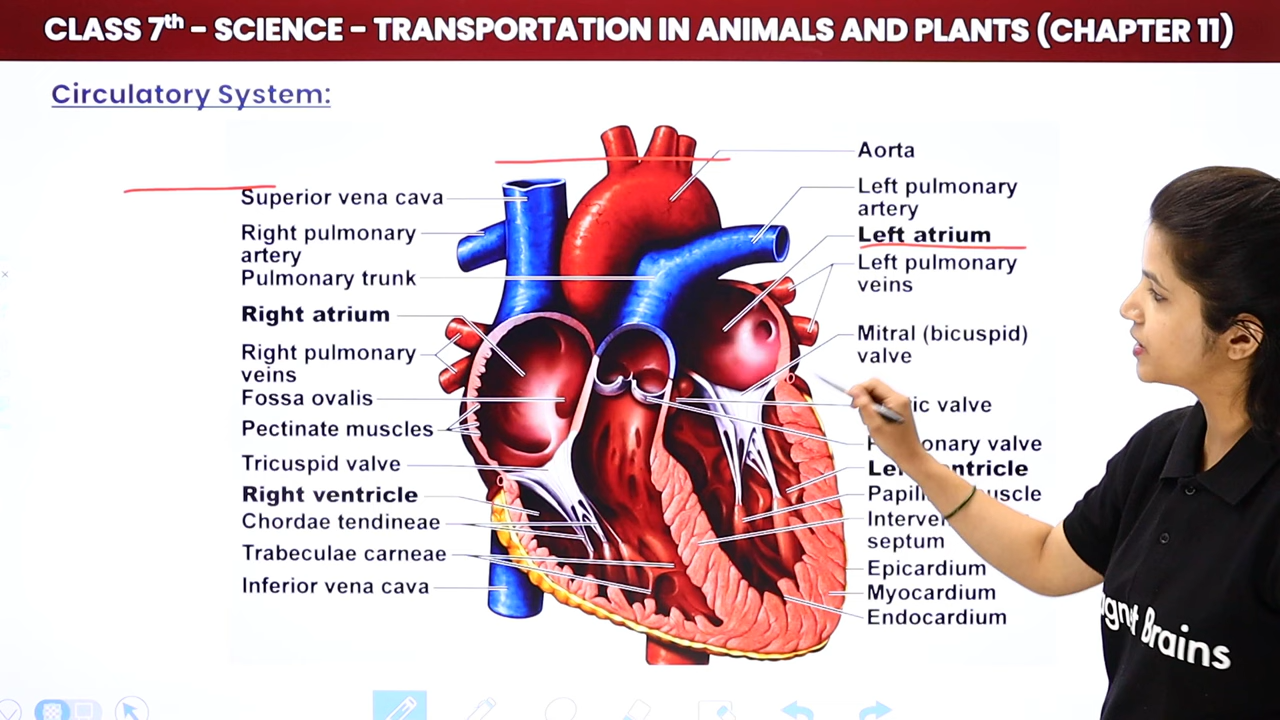 CLASS 7th – SCIENCE – TRANSPORTATION IN ANIMALS AND PLANTS (CHAPTER 11)
Circulatory System:
Superior vena cava
Right pulmonary
artery
Pulmonary trunk
Right atrium
Right pulmonary
veins
Fossa ovalis
Pectinate muscles
Tricuspid valve
Right ventricle
Chordae tendineae
Trabeculae carneae
Inferior vena cava
Aorta
Left pulmonary
artery
Left atrium
Left pulmonary
veins
Mitral (bicuspid)
valve
valve
valve
septum
Epicardium
Myocardium
Endocardium
Brains